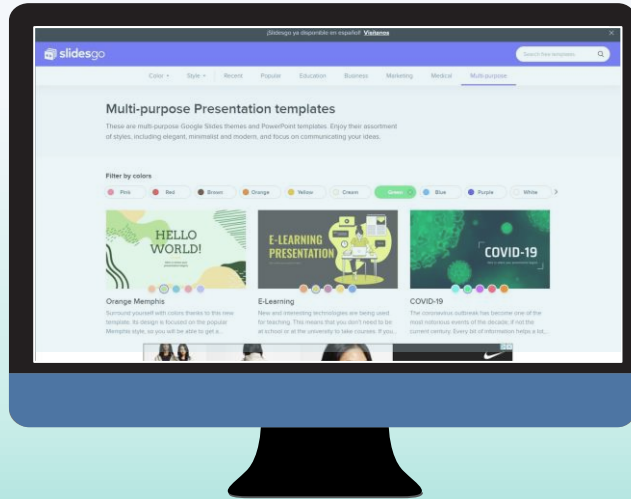 ¡Slidesgo ya disponible en español! Visítanos
slidesgo
Search free templates
Color Style Recent Popular Education Business Marketing Medical Multi-purpose
Multi-purpose Presentation templates
These are multi-purpose Google Slides themes and PowerPoint templates. Enjoy their assortment
of styles, including elegant, minimalist and modern, and focus on communicating your ideas.
Filter by colors
Pink Red Brown Orange Yellow Cream Green Blue Purple White
HELLO
WORLD!
E-LEARNING
PRESENTATION
COVID-19
Orange Memphis
Surround yourself with colors thanks to this new
template. Its design is focused on the popular
Memphis style, so you will be able to get a...
E-Learning
New and interesting technologies are being used
for teaching. This means that you don't need to be
at school or at the university to take courses. If you...
COVID-19
The coronavirus outbreak has become one of the
most notorious events of the decade, if not the
current century. Every bit of information helps a lot...